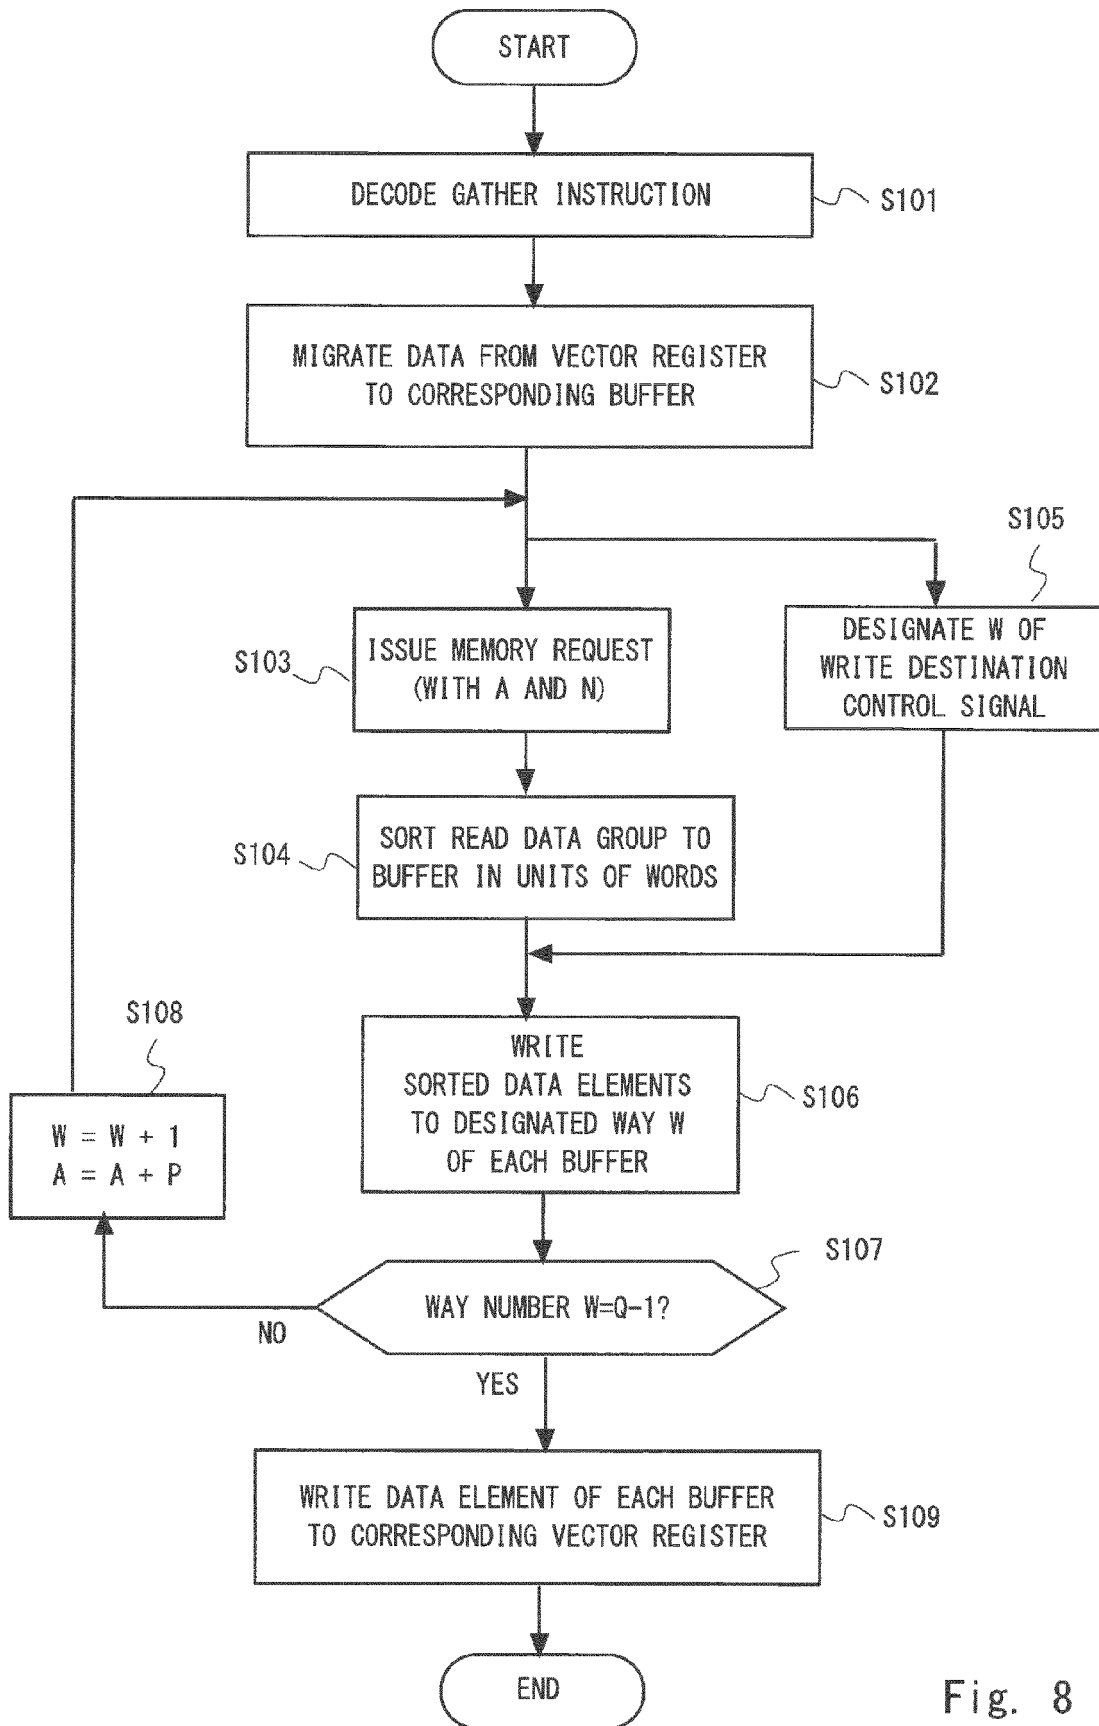 START
DECODE GATHER INSTRUCTION
S101
MIGRATE DATA FROM VECTOR REGISTER
TO CORRESPONDING BUFFER
S102
S105
ISSUE MEMORY REQUEST
(WITH A AND N)
S103
DESIGNATE W OF
WRITE DESTINATION
CONTROL SIGNAL
SORT READ DATA GROUP TO
BUFFER IN UNITS OF WORDS
S104
S108
W = W + 1
A = A + P
WRITE
SORTED DATA ELEMENTS
TO DESIGNATED WAY W
OF EACH BUFFER
S106
S107
WAY NUMBER W=Q-1?
NO
YES
WRITE DATA ELEMENT OF EACH BUFFER
TO CORRESPONDING VECTOR REGISTER
S109
END
Fig. 8